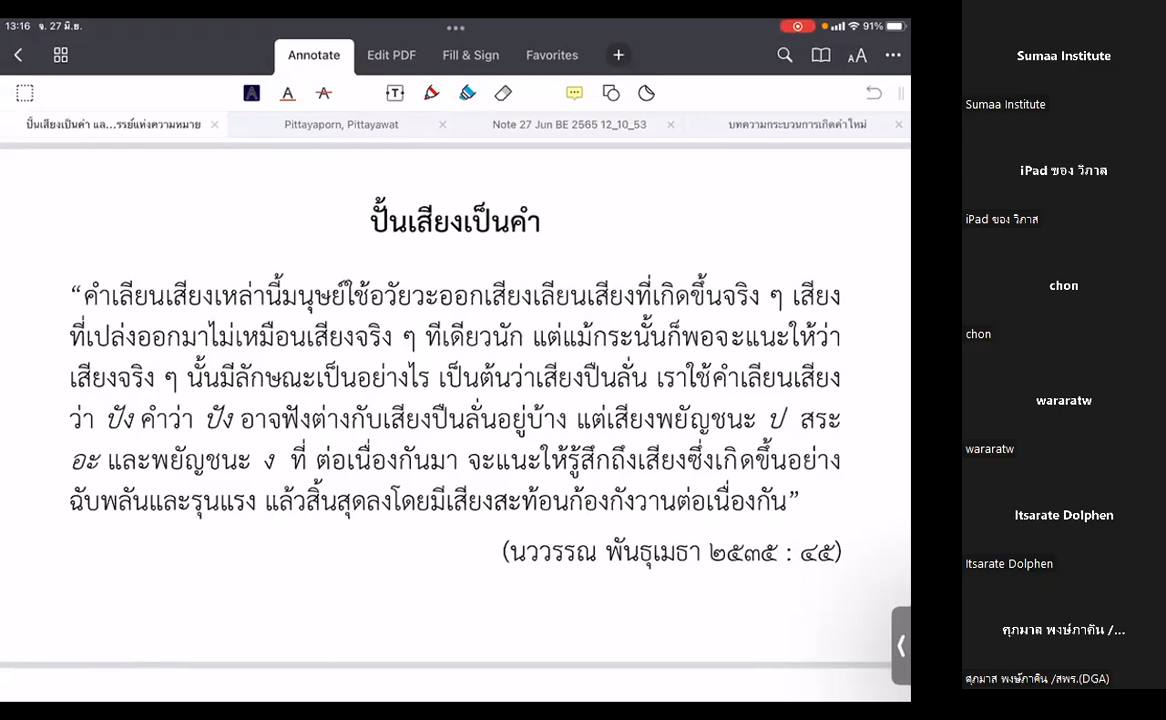 13:16 จ. 27 มิ.ย.
91%
Annotate Edit PDF Fill & Sign Favorites
AA
ปั้นเสียงเป็นคำ แล...รรย์แห่งความหมาย
Pittayaporn, Pittayawat
Note 27 Jun BE 2565 12_10_53
บทความกระบวนการเกิดคำใหม่
ปั้นเสียงเป็นคำ
“คำเลียนเสียงเหล่านี้มนุษย์ใช้อวัยวะออกเสียงเลียนเสียงที่เกิดขึ้นจริง ๆ เสียง
ที่เปล่งออกมาไม่เหมือนเสียงจริง ๆ ทีเดียวนัก แต่แม้กระนั้นก็พอจะแนะให้ว่า
เสียงจริง ๆ นั้นมีลักษณะเป็นอย่างไร เป็นต้นว่าเสียงปืนลั่น เราใช้คำเลียนเสียง
ว่า ปัง คำว่า ปัง อาจฟังต่างกับเสียงปืนลั่นอยู่บ้าง แต่เสียงพยัญชนะ ป สระ
อะ และพยัญชนะ ง ที่ ต่อเนื่องกันมา จะแนะให้รู้สึกถึงเสียงซึ่งเกิดขึ้นอย่าง
ฉับพลันและรุนแรง แล้วสิ้นสุดลงโดยมีเสียงสะท้อนก้องกังวานต่อเนื่องกัน”
(นววรรณ พันธุเมธา ๒๕๓๕ : ๔๕)
Sumaa Institute
Sumaa Institute
iPad ของ วิภาส
iPad ของ วิภาส
chon
chon
wararatw
wararatw
Itsarate Dolphen
Itsarate Dolphen
ศุภมาส พงษ์ภาคิน /...
ศุภมาส พงษ์ภาคิน /สพร.(DGA)